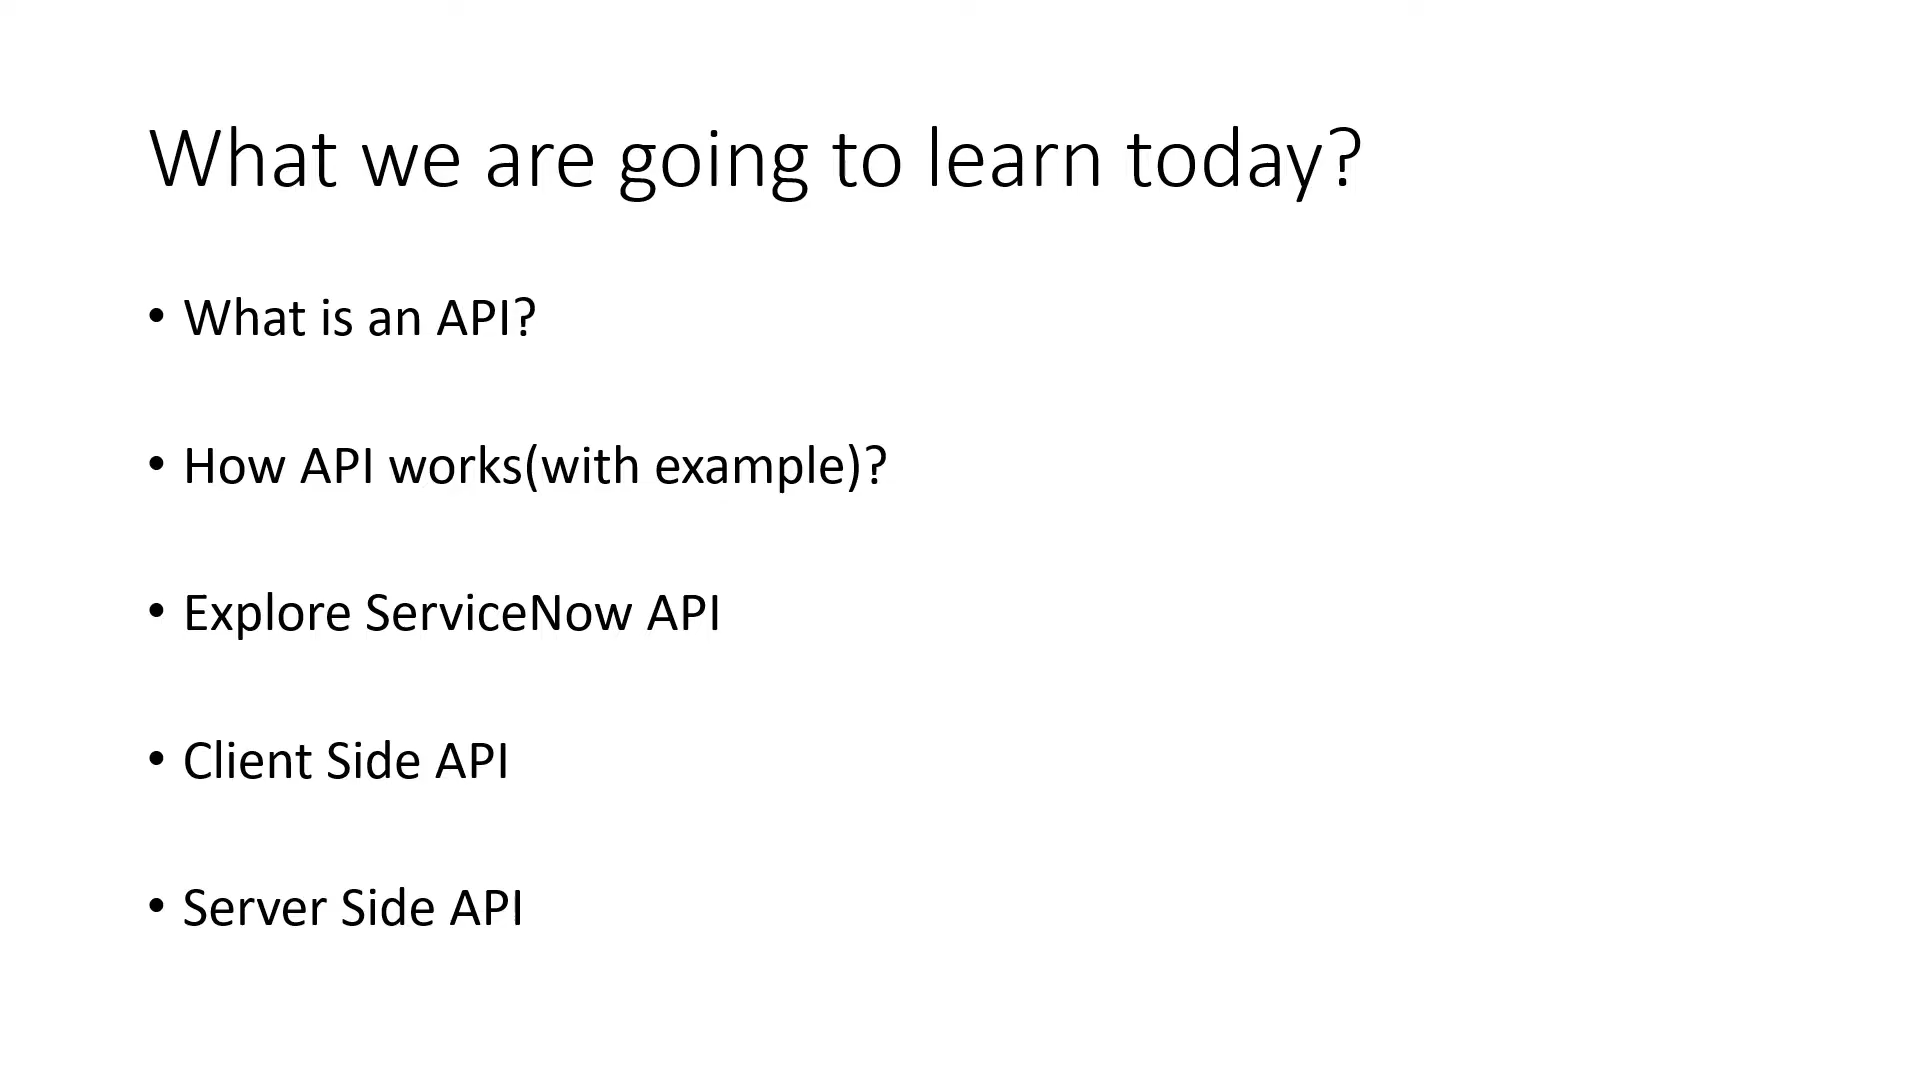 What we are going to learn today?
• What is an API?
• How API works(with example)?
• Explore ServiceNow API
• Client Side API
• Server Side API